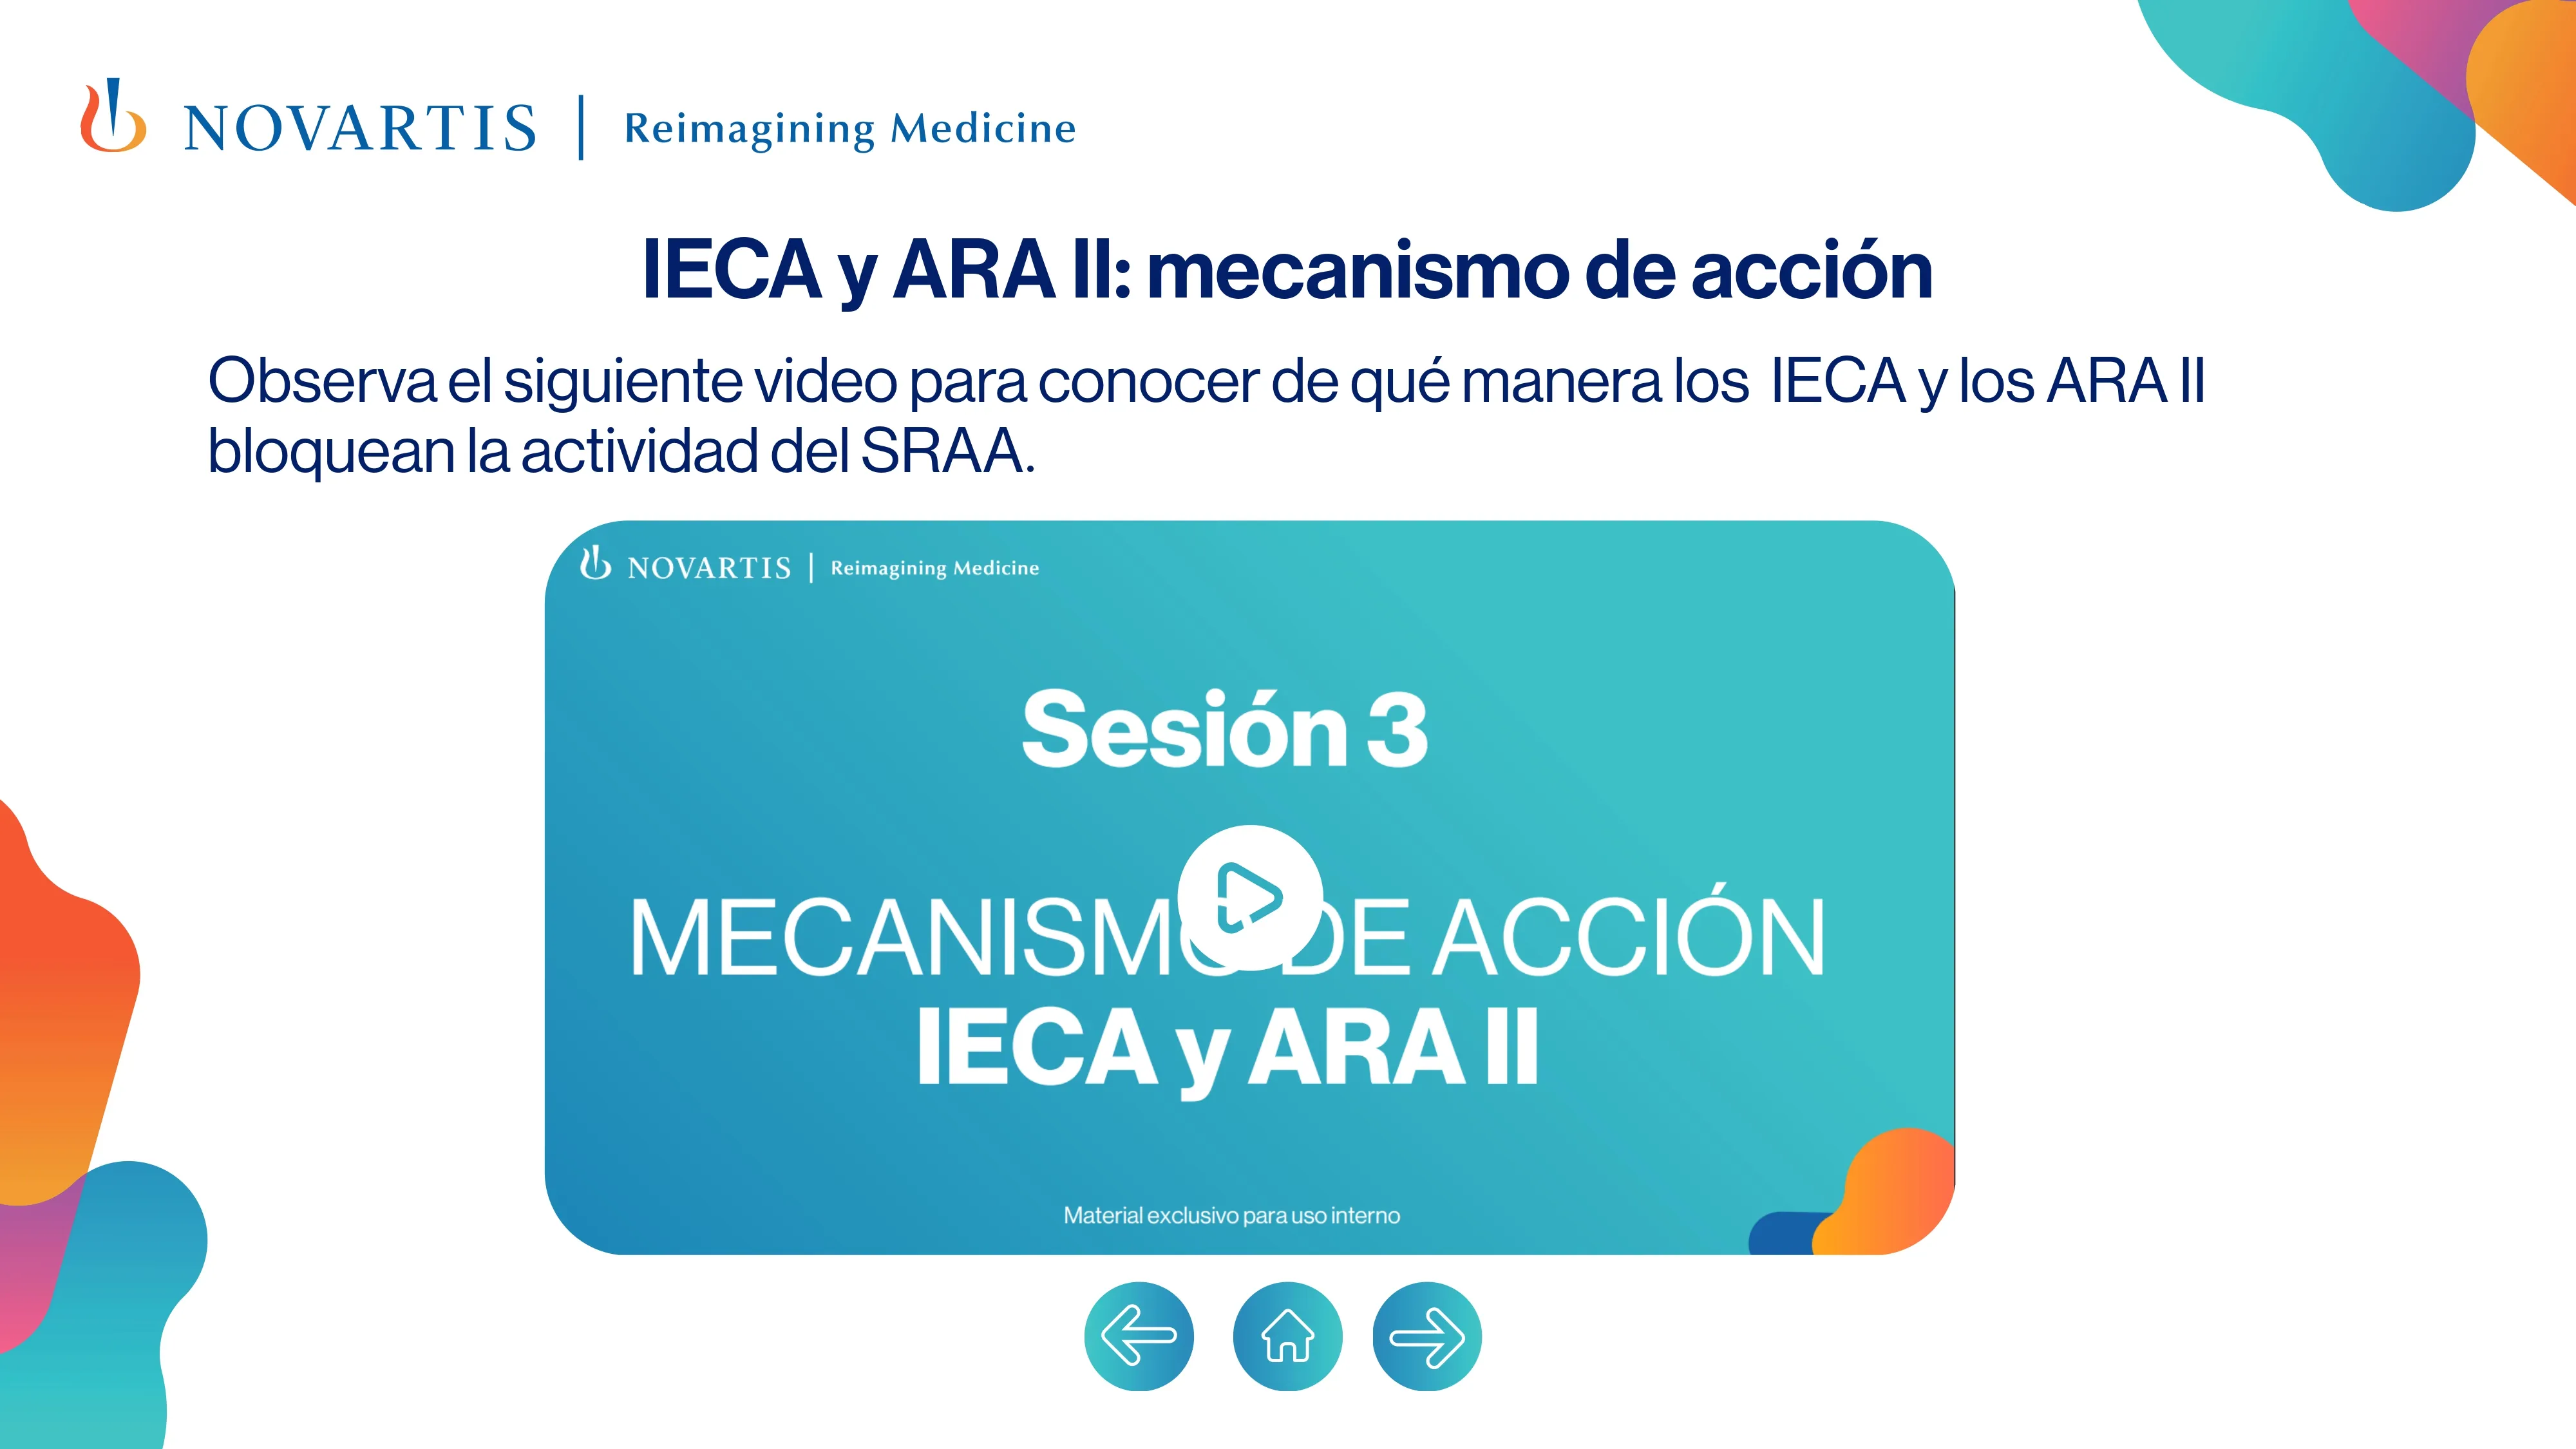 NOVARTIS | Reimagining Medicine
IECA y ARA II: mecanismo de acción
Observa el siguiente video para conocer de qué manera los IECA y los ARA II
bloquean la actividad del SRAA.
NOVARTIS | Reimagining Medicine
Sesión 3
MECANISMO DE ACCIÓN
IECA y ARA II
Material exclusivo para uso interno